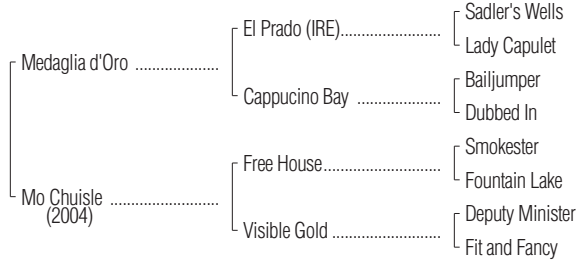 Sadler's Wells
El Prado (IRE)
Lady Capulet
Medaglia d'Oro
Bailjumper
Cappucino Bay
Dubbed In
Smokester
Free House
Fountain Lake
Mo Chuisle
(2004)
Deputy Minister
Visible Gold
Fit and Fancy